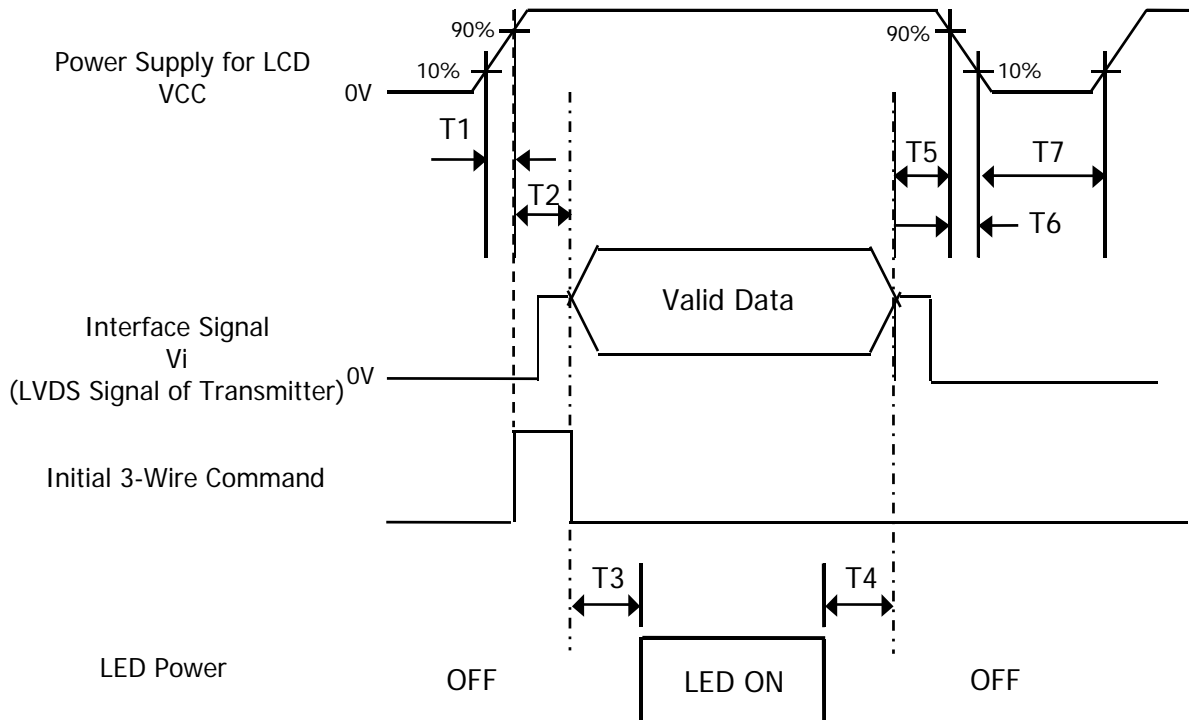 90%
90%
Power Supply for LCD
10%
10%
VCC
0V
T1
T5
T7
T2
T6
Valid Data
Interface Signal
Vi
0V
(LVDS Signal of Transmitter)
Initial 3-Wire Command
T3
T4
LED Power
OFF
LED ON
OFF